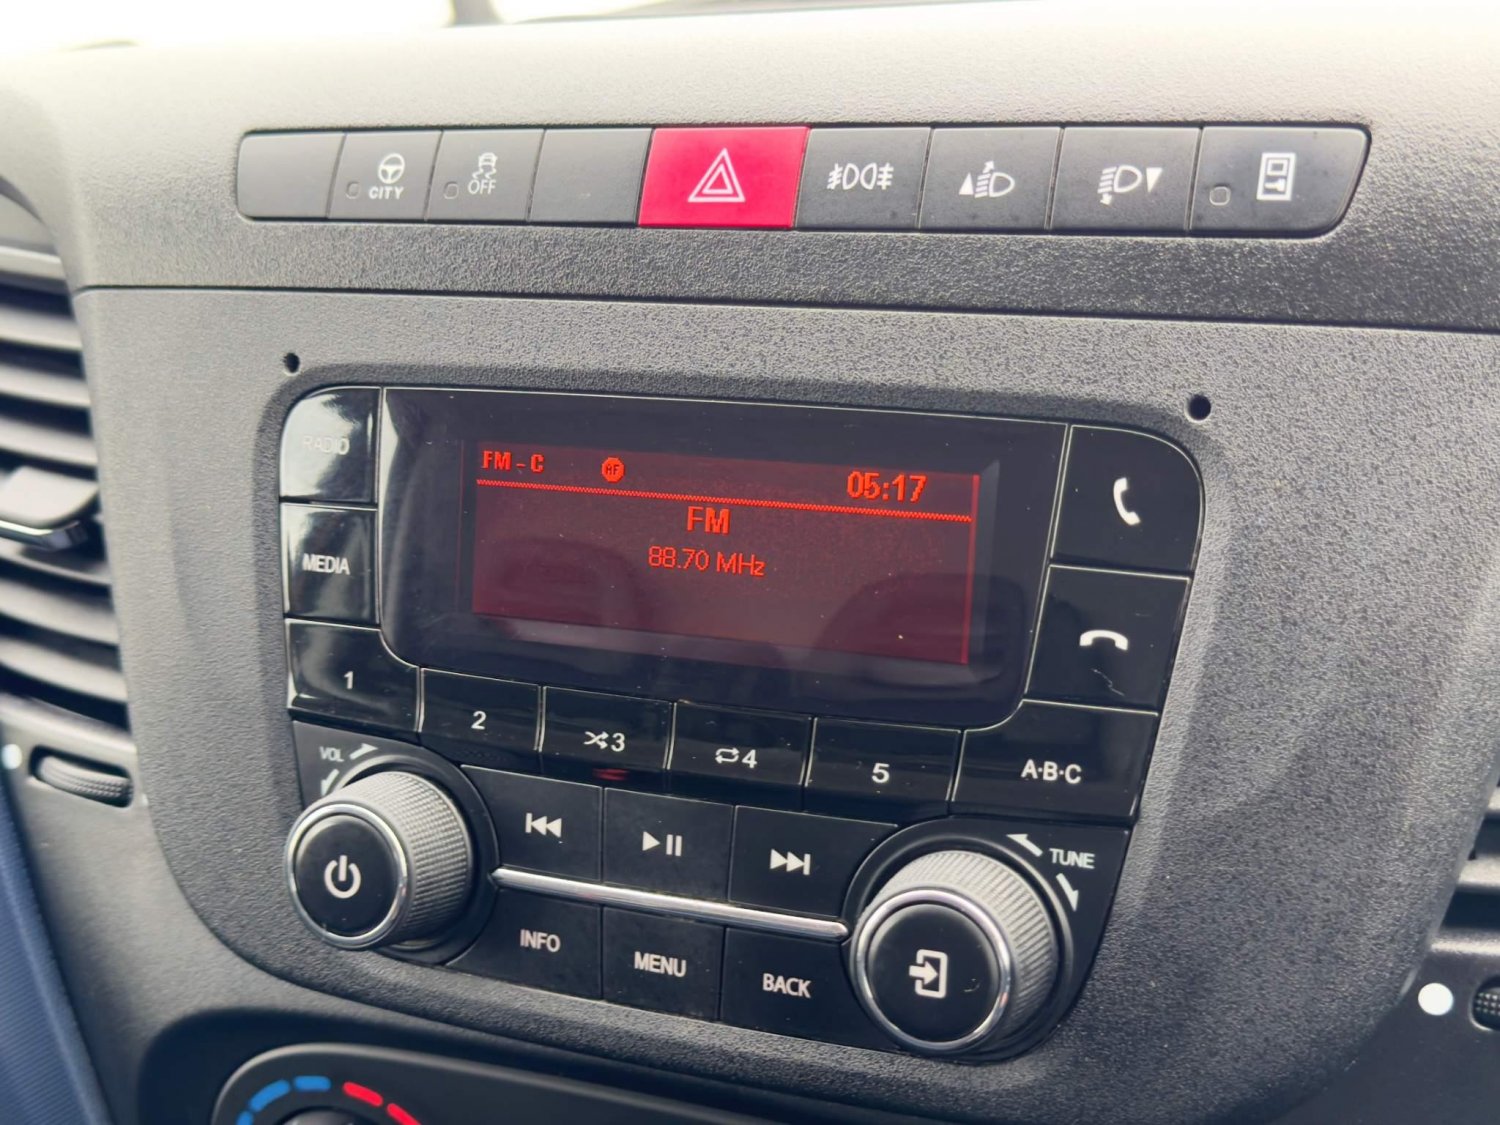 CITY
OFF
RADIO
FM - C AF 05:17
FM
88.70 MHz
MEDIA
1
2
3
4
5
A·B·C
VOL
TUNE
INFO
MENU
BACK